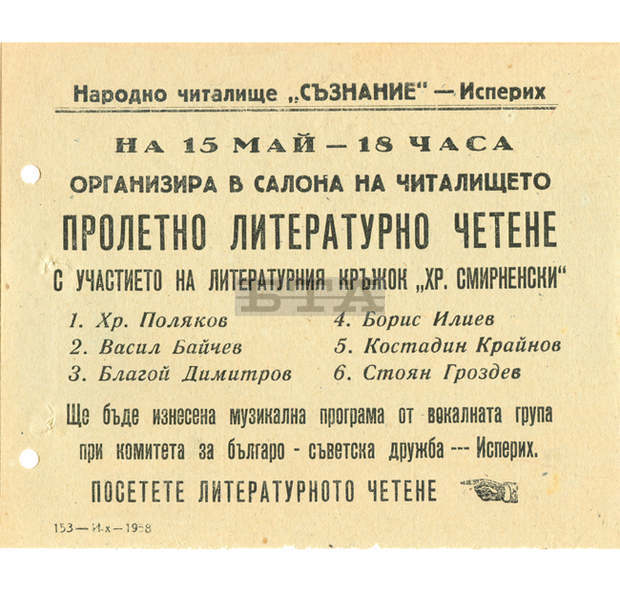 Народно читалище „СЪЗНАНИЕ“ — Исперих
НА 15 МАЙ — 18 ЧАСА
ОРГАНИЗИРА В САЛОНА НА ЧИТАЛИЩЕТО
ПРОЛЕТНО ЛИТЕРАТУРНО ЧЕТЕНЕ
С УЧАСТИЕТО НА ЛИТЕРАТУРНИЯ КРЪЖОК „ХР. СМИРНЕНСКИ“
БТА
1. Хр. Поляков
2. Васил Байчев
3. Благой Димитров
4. Борис Илиев
5. Костадин Крайнов
6. Стоян Гроздев
Ще бъде изнесена музикална програма от вокалната група
при комитета за българо - съветска дружба --- Исперих.
ПОСЕТЕТЕ ЛИТЕРАТУРНОТО ЧЕТЕНЕ
153 — И-х — 1958